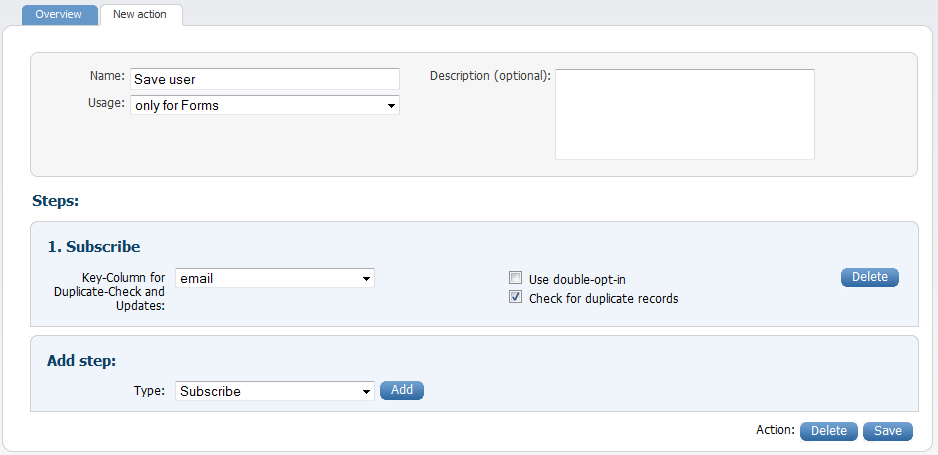 Overview
New action
Name: Save user
Description (optional):
Usage: only for Forms
Steps:
1. Subscribe
Key-Column for
Duplicate-Check and
Updates:
email
Use double-opt-in
Check for duplicate records
Delete
Add step:
Type: Subscribe Add
Action: Delete Save